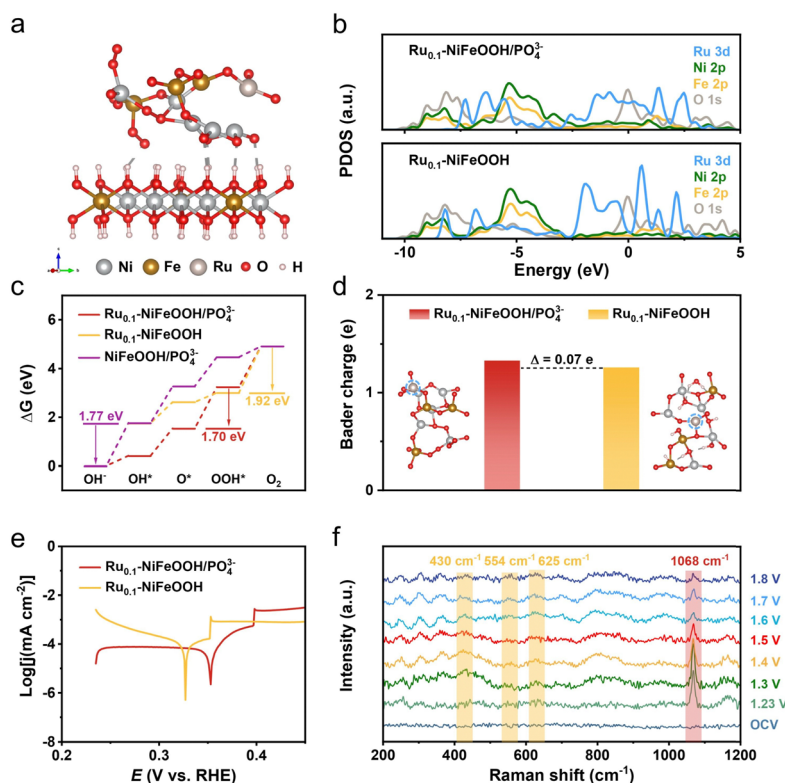 a
Ni Fe Ru O H
b
Ru₀.₁-NiFeOOH/PO₄³⁻
Ru 3d
Ni 2p
Fe 2p
O 1s
Ru₀.₁-NiFeOOH
Ru 3d
Ni 2p
Fe 2p
O 1s
PDOS (a.u.)
-10 -5 0 5
Energy (eV)
c
Ru₀.₁-NiFeOOH/PO₄³⁻
Ru₀.₁-NiFeOOH
NiFeOOH/PO₄³⁻
ΔG (eV)
6
4
2
0
1.77 eV
1.70 eV
1.92 eV
OH⁻ OH* O* OOH* O₂
d
Ru₀.₁-NiFeOOH/PO₄³⁻ Ru₀.₁-NiFeOOH
Bader charge (e)
2
1
0
Δ = 0.07 e
e
Ru₀.₁-NiFeOOH/PO₄³⁻
Ru₀.₁-NiFeOOH
Log[j(mA cm⁻²)]
0
-2
-4
-6
-8
0.2 0.3 0.4
E (V vs. RHE)
f
430 cm⁻¹ 554 cm⁻¹ 625 cm⁻¹ 1068 cm⁻¹
Intensity (a.u.)
1.8 V
1.7 V
1.6 V
1.5 V
1.4 V
1.3 V
1.23 V
OCV
200 400 600 800 1000 1200
Raman shift (cm⁻¹)